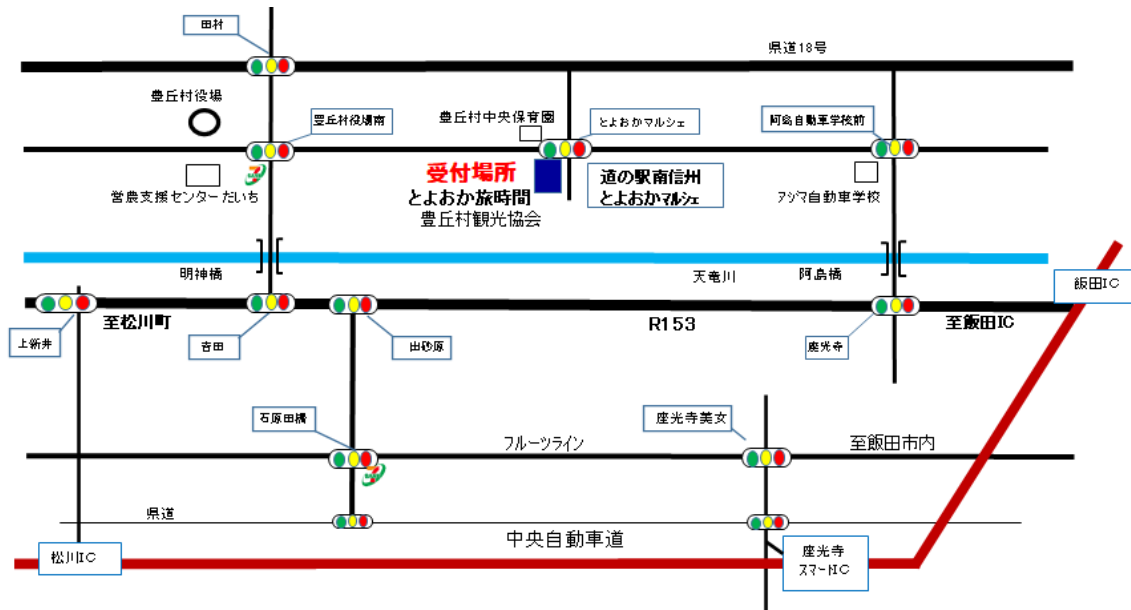 田村
県道18号
豊丘村役場
豊丘村役場南
豊丘村中央保育園
とよおかマルシェ
阿島自動車学校前
受付場所
とよおか旅時間
豊丘村観光協会
道の駅南信州
とよおかマルシェ
営農支援センターだいち
アジマ自動車学校
明神橋
天竜川
阿島橋
飯田IC
至松川町
R153
至飯田IC
上新井
吉田
出砂原
座光寺
石原田橋
フルーツライン
座光寺美女
至飯田市内
県道
中央自動車道
松川IC
座光寺
スマートIC